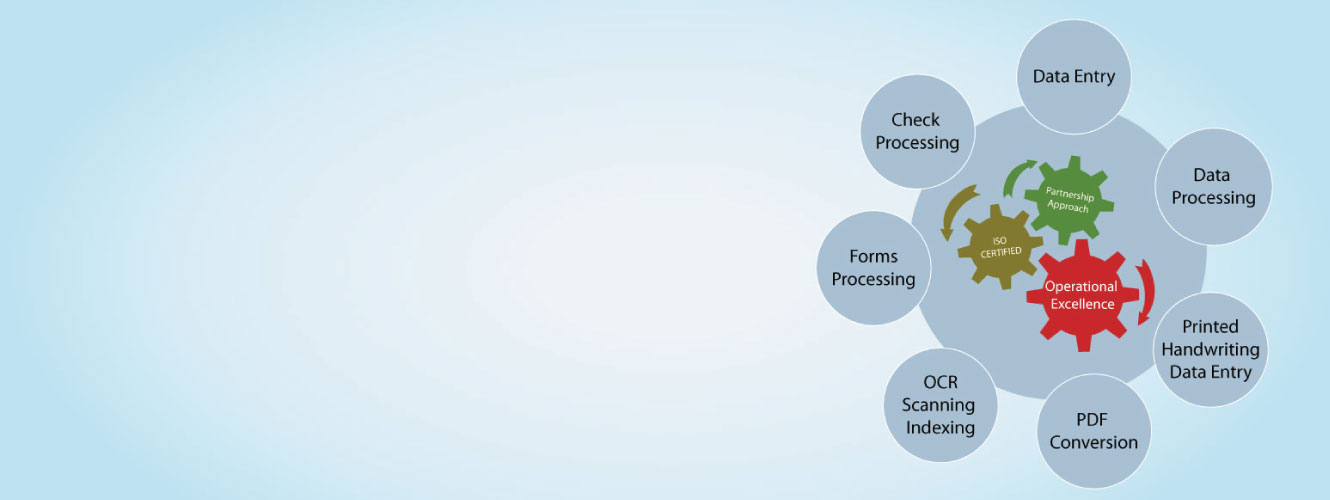 Data Entry
Check
Processing
Data
Processing
Partnership
Approach
ISO
CERTIFIED
Forms
Processing
Operational
Excellence
Printed
Handwriting
Data Entry
OCR
Scanning
Indexing
PDF
Conversion